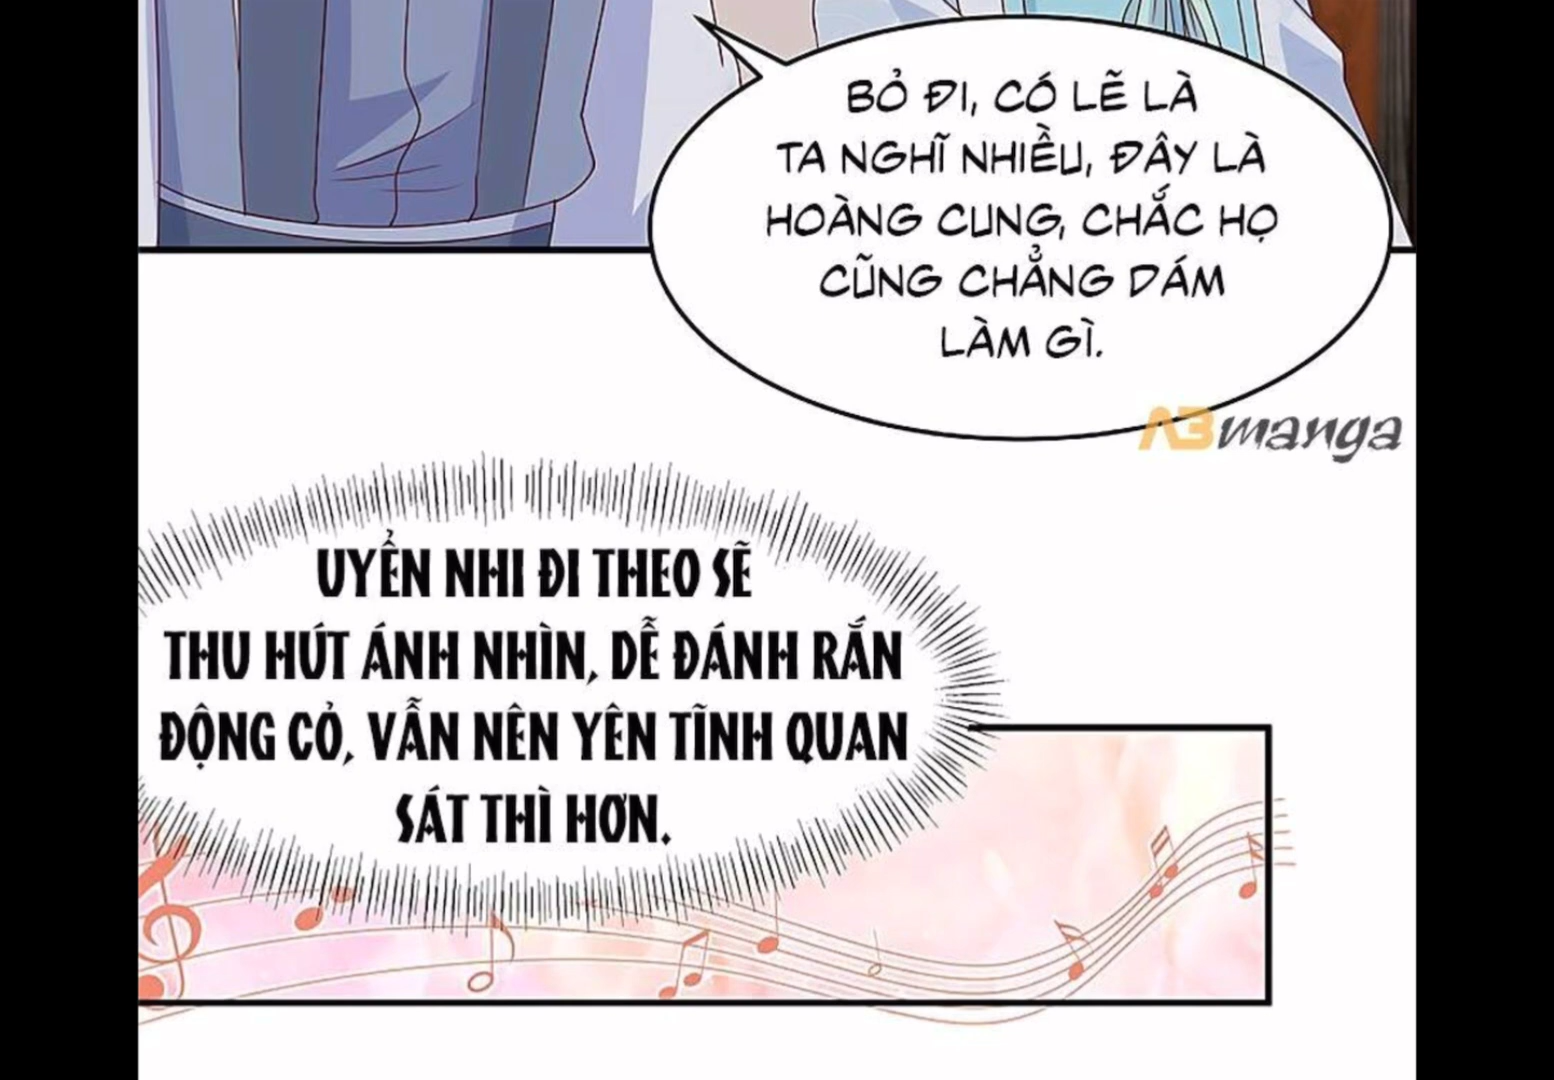 BỎ ĐI, CÓ LẼ LÀ
TA NGHĨ NHIỀU, ĐÂY LÀ
HOÀNG CUNG, CHẮC HỌ
CŨNG CHẲNG DÁM
LÀM GÌ.
A3manga
UYỂN NHI ĐI THEO SẼ
THU HÚT ÁNH NHÌN, DỄ ĐÁNH RẮN
ĐỘNG CỎ, VẪN NÊN YÊN TĨNH QUAN
SÁT THÌ HƠN.